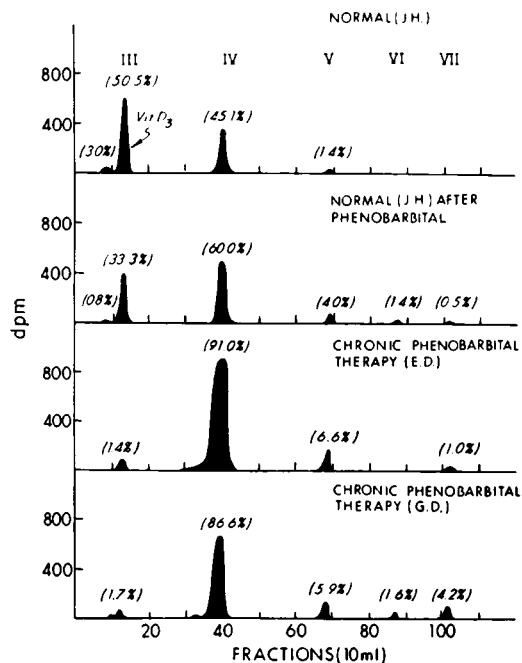 NORMAL (J.H.)
III IV V VI VII
800
400
(50.5%)
Vit D3
(45.1%)
(3.0%)
(1.4%)
NORMAL (J H) AFTER
PHENOBARBITAL
800
400
(33.3%)
(60.0%)
(0.8%)
(4.0%)
(1.4%)
(0.5%)
dpm
CHRONIC PHENOBARBITAL
THERAPY (E.D.)
800
400
(91.0%)
(1.4%)
(6.6%)
(1.0%)
CHRONIC PHENOBARBITAL
THERAPY (G.D.)
800
400
(86.6%)
(1.7%)
(5.9%)
(1.6%)
(4.2%)
20 40 60 80 100
FRACTIONS (10ml)